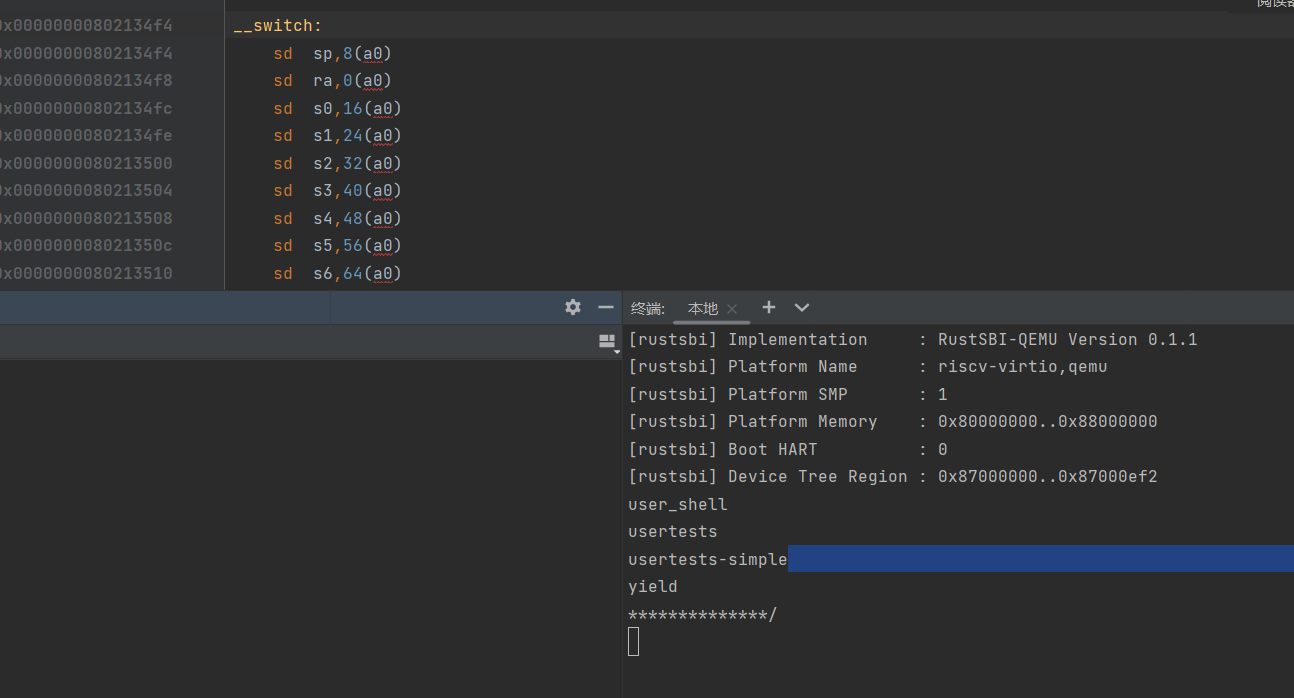 阅读器
0x00000000802134f4 __switch:
0x00000000802134f4 sd sp,8(a0)
0x00000000802134f8 sd ra,0(a0)
0x00000000802134fc sd s0,16(a0)
0x00000000802134fe sd s1,24(a0)
0x0000000080213500 sd s2,32(a0)
0x0000000080213504 sd s3,40(a0)
0x0000000080213508 sd s4,48(a0)
0x000000008021350c sd s5,56(a0)
0x0000000080213510 sd s6,64(a0)
终端: 本地
[rustsbi] Implementation : RustSBI-QEMU Version 0.1.1
[rustsbi] Platform Name : riscv-virtio,qemu
[rustsbi] Platform SMP : 1
[rustsbi] Platform Memory : 0x80000000..0x88000000
[rustsbi] Boot HART : 0
[rustsbi] Device Tree Region : 0x87000000..0x87000ef2
user_shell
usertests
usertests-simple
yield
**************/